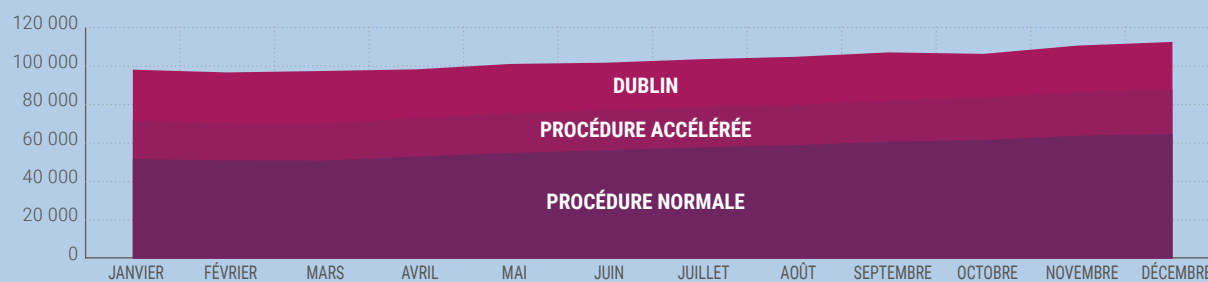 120 000
100 000
80 000
60 000
40 000
20 000
0
DUBLIN
PROCÉDURE ACCÉLÉRÉE
PROCÉDURE NORMALE
JANVIER FÉVRIER MARS AVRIL MAI JUIN JUILLET AOÛT SEPTEMBRE OCTOBRE NOVEMBRE DÉCEMBRE